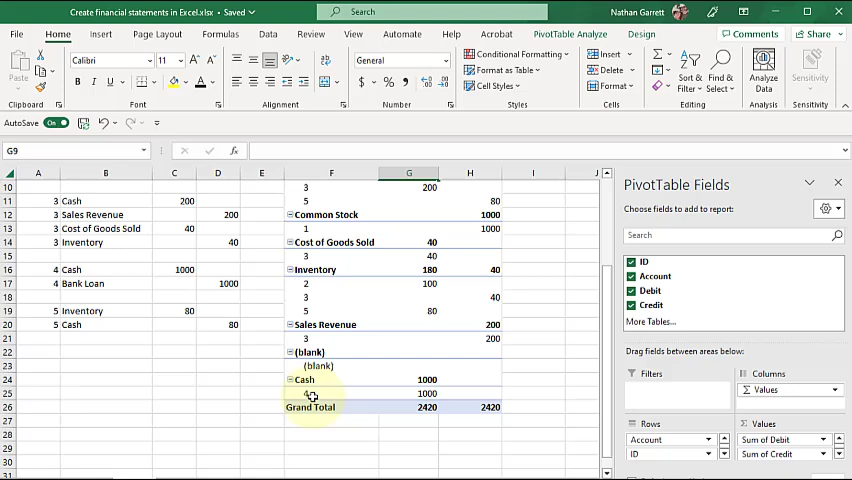 Create financial statements in Excel.xlsx - Saved
Search
Nathan Garrett
File Home Insert Page Layout Formulas Data Review View Help Acrobat PivotTable Analyze Design Comments Share
Paste
Calibri 11
B I U
General
$ % ,
Conditional Formatting
Format as Table
Cell Styles
Insert
Delete
Format
Sort & Filter
Find & Select
Analyze Data
Sensitivity
Clipboard Font Alignment Number Styles Cells Editing Analysis Sensitivity
AutoSave On
G9 fx
A B C D E F G H I J
10 3 200
11 3 Cash 200 5 80
12 3 Sales Revenue 200 Common Stock 1000
13 3 Cost of Goods Sold 40 1 1000
14 3 Inventory 40 Cost of Goods Sold 40
15 3 40
16 4 Cash 1000 Inventory 180 40
17 4 Bank Loan 1000 2 100
18 3 40
19 5 Inventory 80 5 80
20 5 Cash 80 Sales Revenue 200
21 3 200
22 (blank)
23 (blank)
24 Cash 1000
25 4 1000
26 Grand Total 2420 2420
27
28
29
30
31
PivotTable Fields
Choose fields to add to report:
Search
ID
Account
Debit
Credit
More Tables...
Drag fields between areas below:
Filters
Columns
Values
Rows
Account
ID
Values
Sum of Debit
Sum of Credit